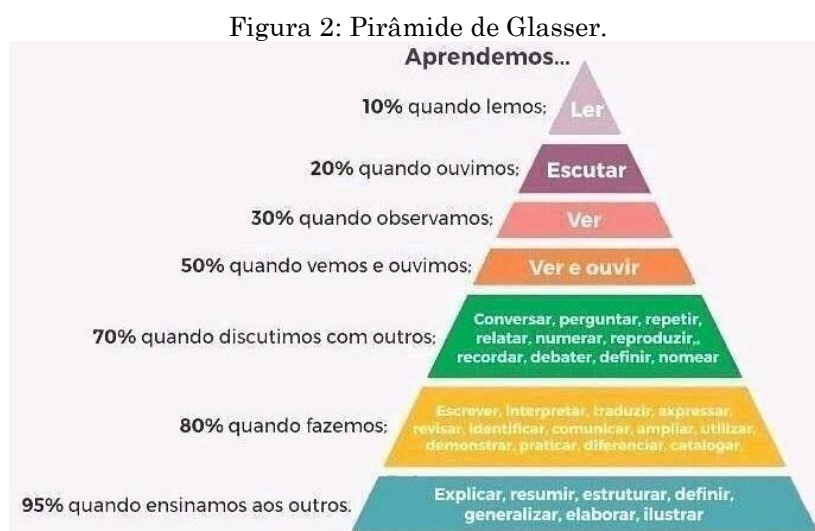 Figura 2: Pirâmide de Glasser.
Aprendemos...
10% quando lemos;
Ler
20% quando ouvimos;
Escutar
30% quando observamos;
Ver
50% quando vemos e ouvimos;
Ver e ouvir
70% quando discutimos com outros;
Conversar, perguntar, repetir,
relatar, numerar, reproduzir,,
recordar, debater, definir, nomear
80% quando fazemos;
Escrever, interpretar, traduzir, expressar,
revisar, identificar, comunicar, ampliar, utilizar,
demonstrar, praticar, diferenciar, catalogar,
95% quando ensinamos aos outros.
Explicar, resumir, estruturar, definir,
generalizar, elaborar, ilustrar